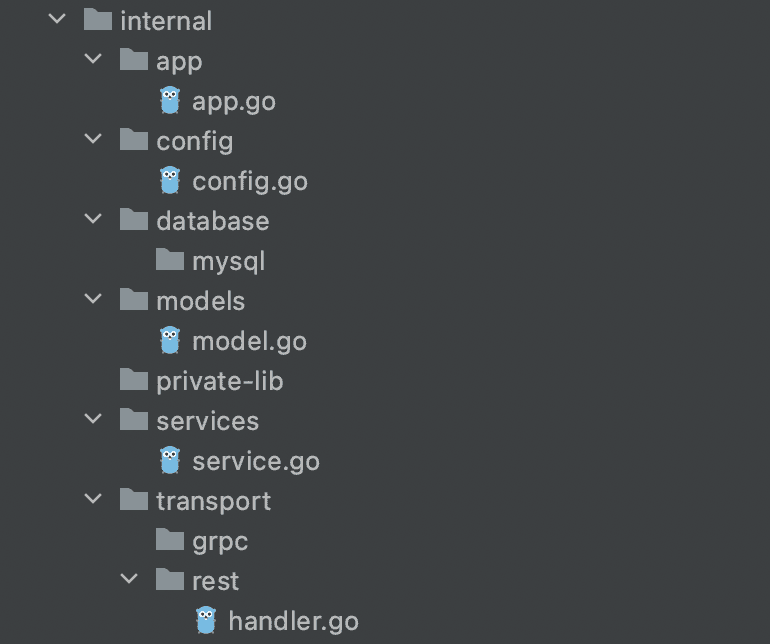 internal
app
app.go
config
config.go
database
mysql
models
model.go
private-lib
services
service.go
transport
grpc
rest
handler.go